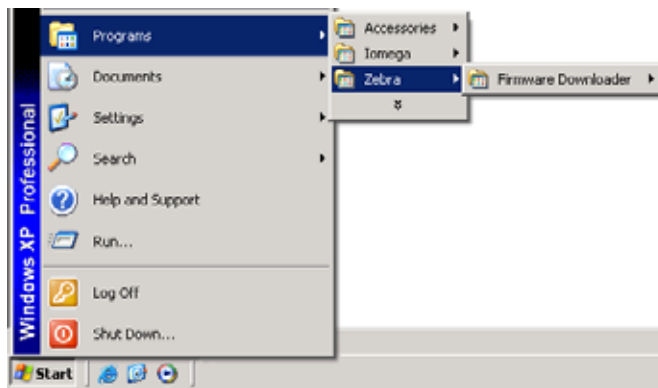 Programs
Accessories
Iomega
Zebra
Firmware Downloader
Documents
Settings
Search
Help and Support
Run...
Log Off
Shut Down...
Windows XP Professional
Start